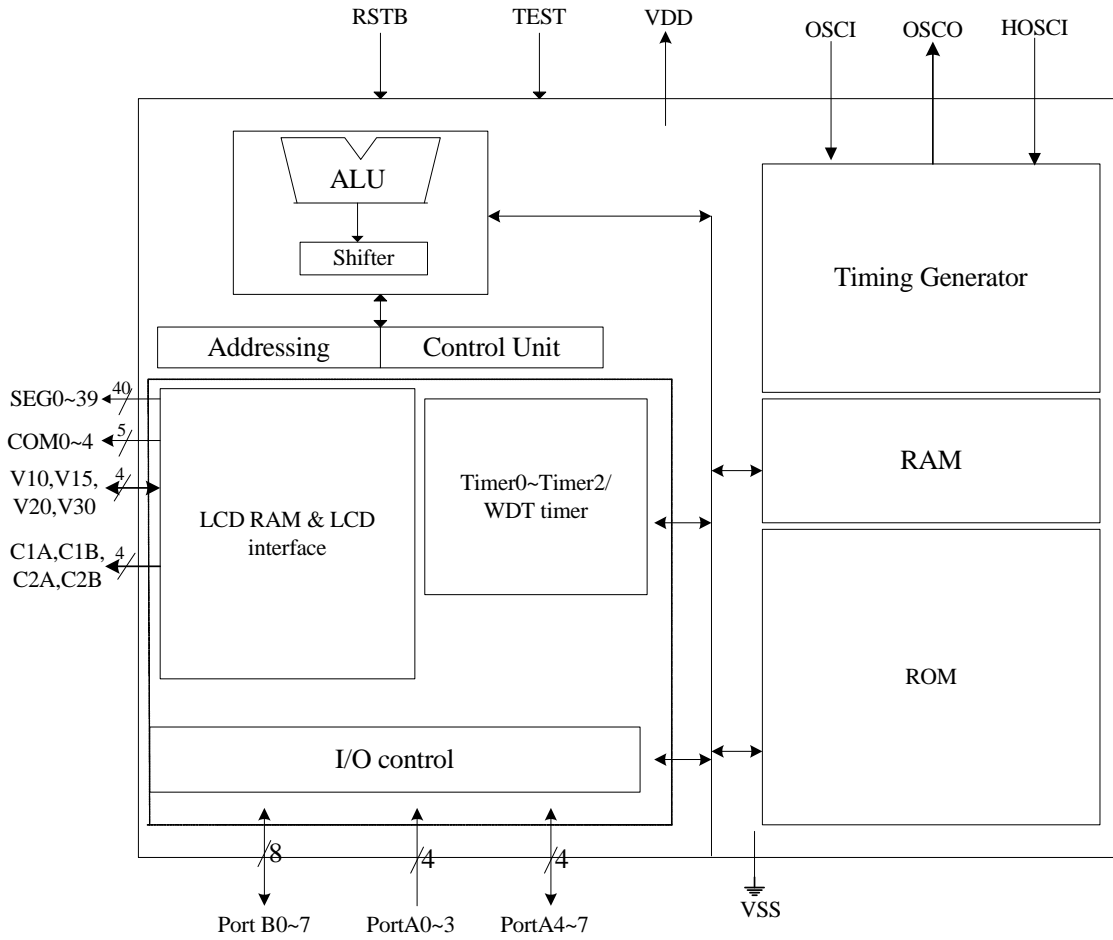 RSTB
TEST
VDD
OSCI
OSCO
HOSCI
ALU
Shifter
Timing Generator
Addressing
Control Unit
SEG0~39
40
COM0~4
5
V10,V15,
V20,V30
4
C1A,C1B,
C2A,C2B
4
LCD RAM & LCD
interface
Timer0~Timer2/
WDT timer
RAM
ROM
I/O control
8
4
4
Port B0~7
PortA0~3
PortA4~7
VSS